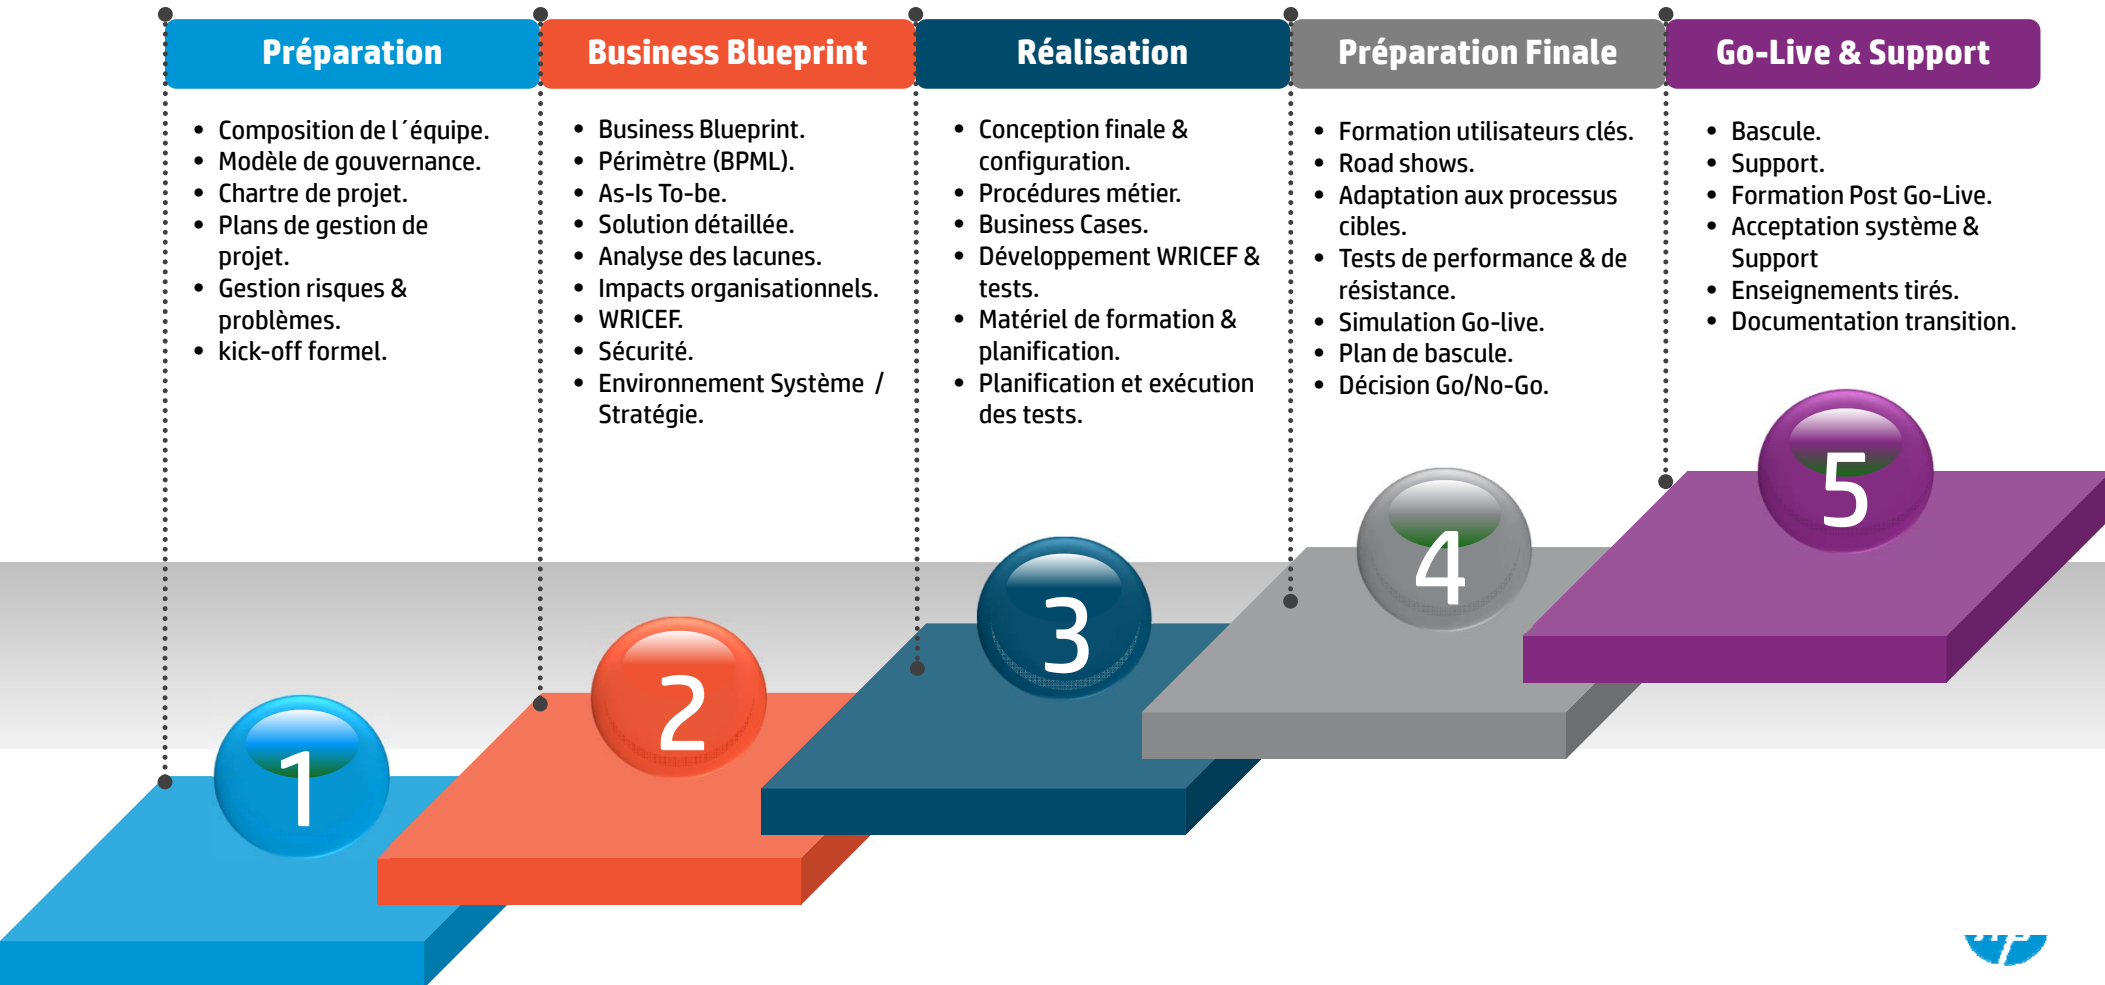 Préparation
• Composition de l´équipe.
• Modèle de gouvernance.
• Chartre de projet.
• Plans de gestion de
projet.
• Gestion risques &
problèmes.
• kick-off formel.
Business Blueprint
• Business Blueprint.
• Périmètre (BPML).
• As-Is To-be.
• Solution détaillée.
• Analyse des lacunes.
• Impacts organisationnels.
• WRICEF.
• Sécurité.
• Environnement Système /
Stratégie.
Réalisation
• Conception finale &
configuration.
• Procédures métier.
• Business Cases.
• Développement WRICEF &
tests.
• Matériel de formation &
planification.
• Planification et exécution
des tests.
Préparation Finale
• Formation utilisateurs clés.
• Road shows.
• Adaptation aux processus
cibles.
• Tests de performance & de
résistance.
• Simulation Go-live.
• Plan de bascule.
• Décision Go/No-Go.
Go-Live & Support
• Bascule.
• Support.
• Formation Post Go-Live.
• Acceptation système &
Support
• Enseignements tirés.
• Documentation transition.
1
2
3
4
5